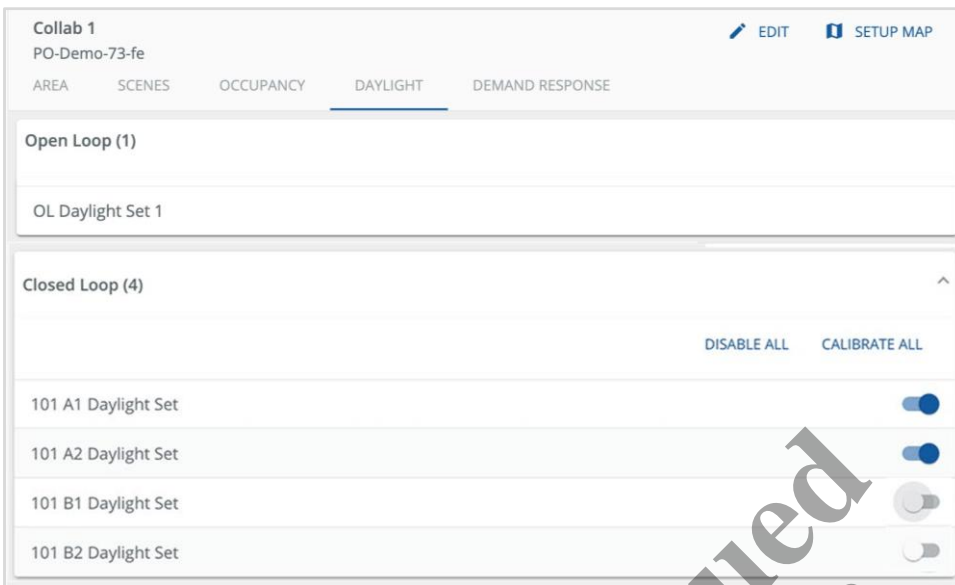 Collab 1
EDIT SETUP MAP
PO-Demo-73-fe
AREA SCENES OCCUPANCY DAYLIGHT DEMAND RESPONSE
Open Loop (1)
OL Daylight Set 1
Closed Loop (4)
DISABLE ALL CALIBRATE ALL
101 A1 Daylight Set
101 A2 Daylight Set
101 B1 Daylight Set
101 B2 Daylight Set